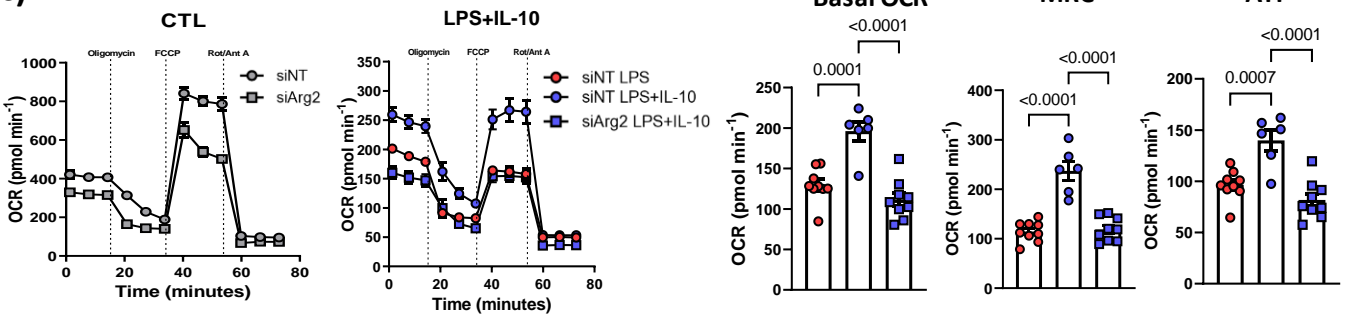 CTL
Oligomycin FCCP Rot/Ant A
OCR (pmol min⁻¹)
1000
800
600
400
200
0
0 20 40 60 80
Time (minutes)
siNT
siArg2
LPS+IL-10
Oligomycin FCCP Rot/Ant A
OCR (pmol min⁻¹)
350
300
250
200
150
100
50
0
0 20 40 60 80
Time (minutes)
siNT LPS
siNT LPS+IL-10
siArg2 LPS+IL-10
Basal OCR
<0.0001
0.0001
OCR (pmol min⁻¹)
250
200
150
100
50
0
<0.0001
<0.0001
OCR (pmol min⁻¹)
400
300
200
100
0
<0.0001
0.0007
OCR (pmol min⁻¹)
200
150
100
50
0